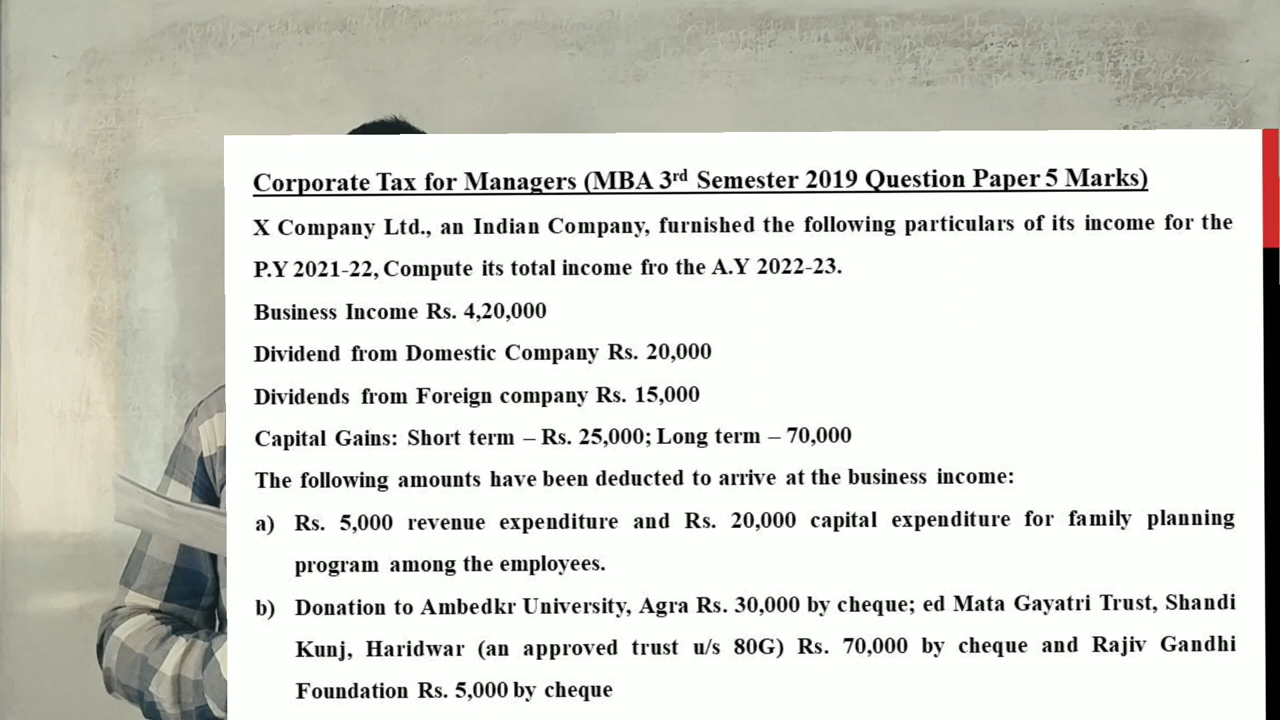 Corporate Tax for Managers (MBA 3rd Semester 2019 Question Paper 5 Marks)
X Company Ltd., an Indian Company, furnished the following particulars of its income for the
P.Y 2021-22, Compute its total income fro the A.Y 2022-23.
Business Income Rs. 4,20,000
Dividend from Domestic Company Rs. 20,000
Dividends from Foreign company Rs. 15,000
Capital Gains: Short term – Rs. 25,000; Long term – 70,000
The following amounts have been deducted to arrive at the business income:
a) Rs. 5,000 revenue expenditure and Rs. 20,000 capital expenditure for family planning
program among the employees.
b) Donation to Ambedkr University, Agra Rs. 30,000 by cheque; ed Mata Gayatri Trust, Shandi
Kunj, Haridwar (an approved trust u/s 80G) Rs. 70,000 by cheque and Rajiv Gandhi
Foundation Rs. 5,000 by cheque